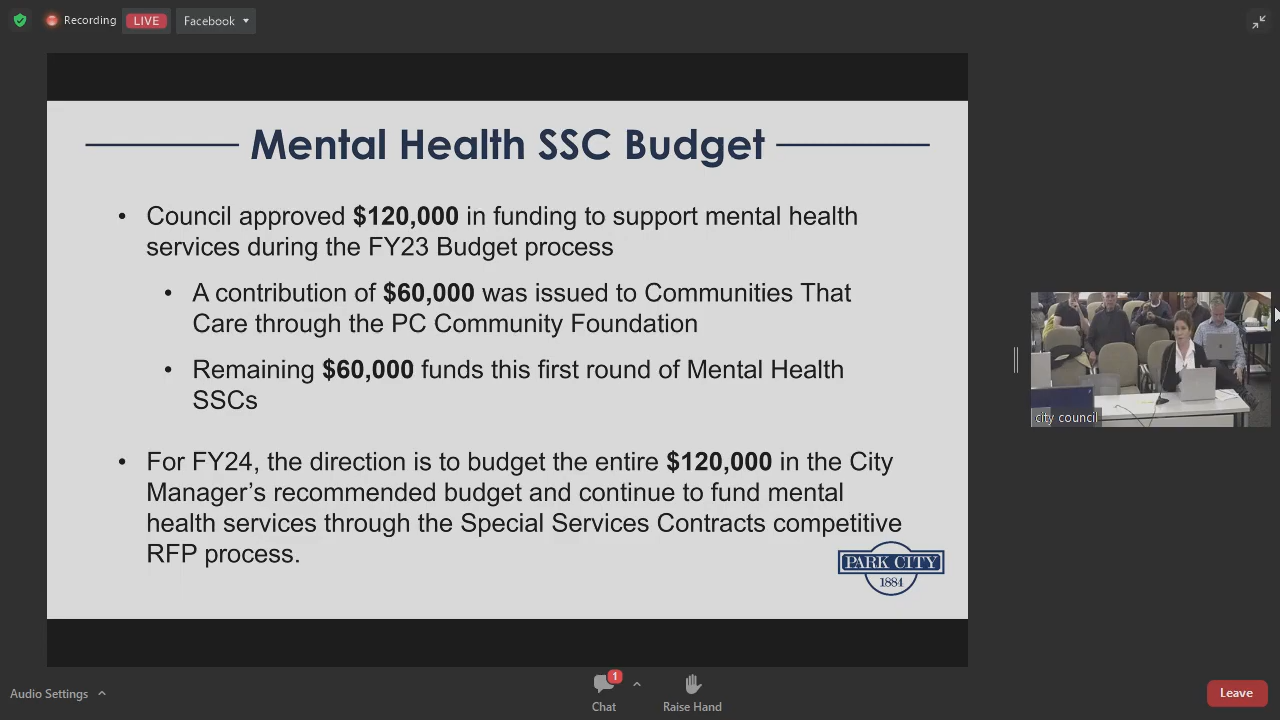 Recording
LIVE
Facebook
Mental Health SSC Budget
• Council approved $120,000 in funding to support mental health
services during the FY23 Budget process
• A contribution of $60,000 was issued to Communities That
Care through the PC Community Foundation
• Remaining $60,000 funds this first round of Mental Health
SSCs
• For FY24, the direction is to budget the entire $120,000 in the City
Manager’s recommended budget and continue to fund mental
health services through the Special Services Contracts competitive
RFP process.
PARK CITY
1884
city council
Audio Settings
1
Chat
Raise Hand
Leave